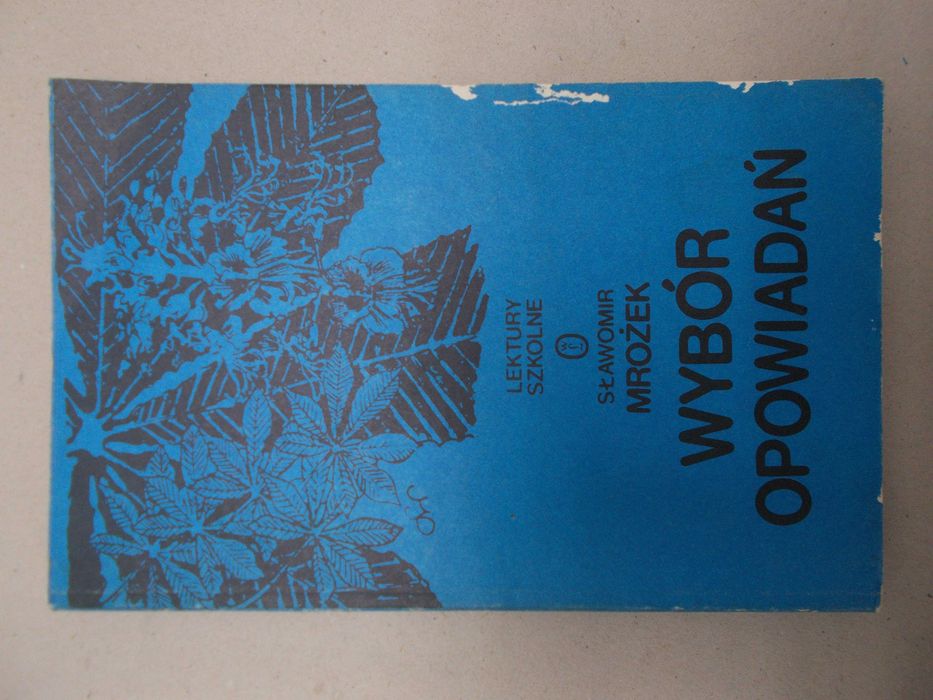 LEKTURY
SZKOLNE
SŁAWOMIR
MROŻEK
WYBÓR
OPOWIADAŃ